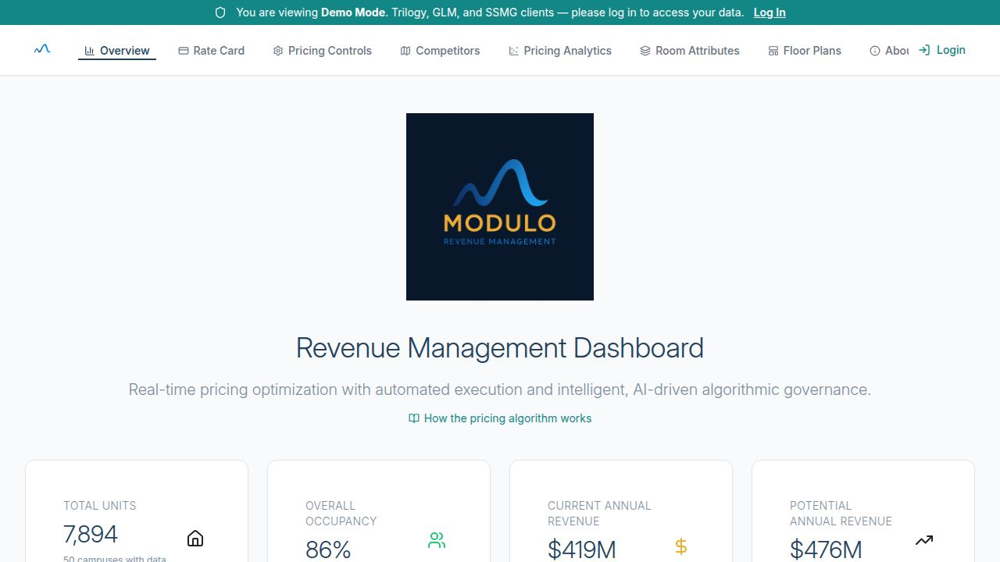 You are viewing Demo Mode. Trilogy, GLM, and SSMG clients — please log in to access your data. Log In
Overview Rate Card Pricing Controls Competitors Pricing Analytics Room Attributes Floor Plans Abou Login
MODULO
REVENUE MANAGEMENT
Revenue Management Dashboard
Real-time pricing optimization with automated execution and intelligent, AI-driven algorithmic governance.
How the pricing algorithm works
TOTAL UNITS
7,894
50 campuses with data
OVERALL
OCCUPANCY
86%
CURRENT ANNUAL
REVENUE
$419M
POTENTIAL
ANNUAL REVENUE
$476M